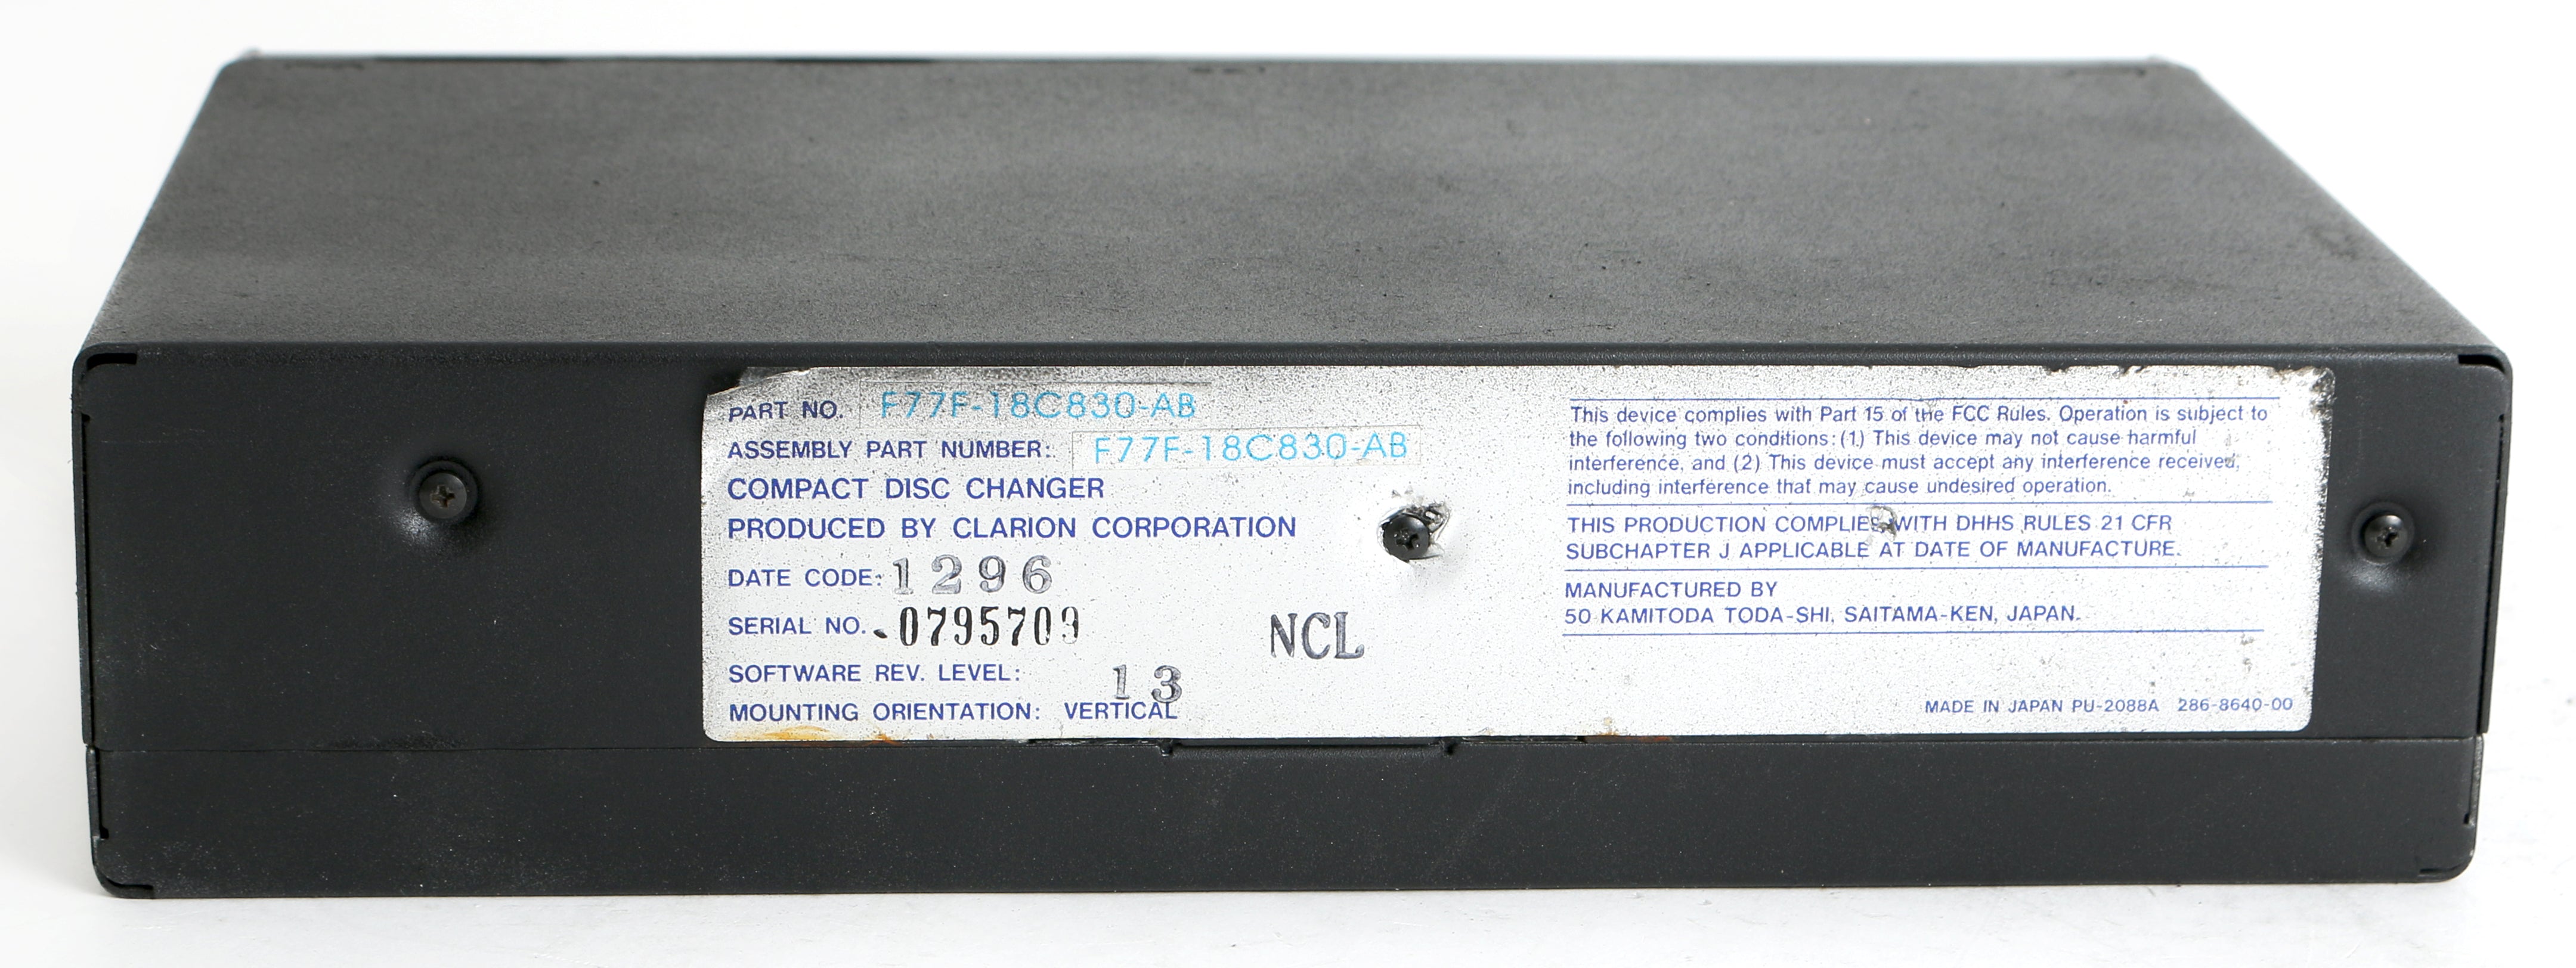 PART NO. F77F-18C830-AB
ASSEMBLY PART NUMBER: F77F-18C830-AB
COMPACT DISC CHANGER
PRODUCED BY CLARION CORPORATION
DATE CODE: 1296
SERIAL NO. 0795709
NCL
SOFTWARE REV. LEVEL: 13
MOUNTING ORIENTATION: VERTICAL
This device complies with Part 15 of the FCC Rules. Operation is subject to
the following two conditions: (1) This device may not cause harmful
interference, and (2) This device must accept any interference received,
including interference that may cause undesired operation.
THIS PRODUCTION COMPLIES WITH DHHS RULES 21 CFR
SUBCHAPTER J APPLICABLE AT DATE OF MANUFACTURE.
MANUFACTURED BY
50 KAMITODA TODA-SHI, SAITAMA-KEN, JAPAN.
MADE IN JAPAN PU-2088A 286-8640-00